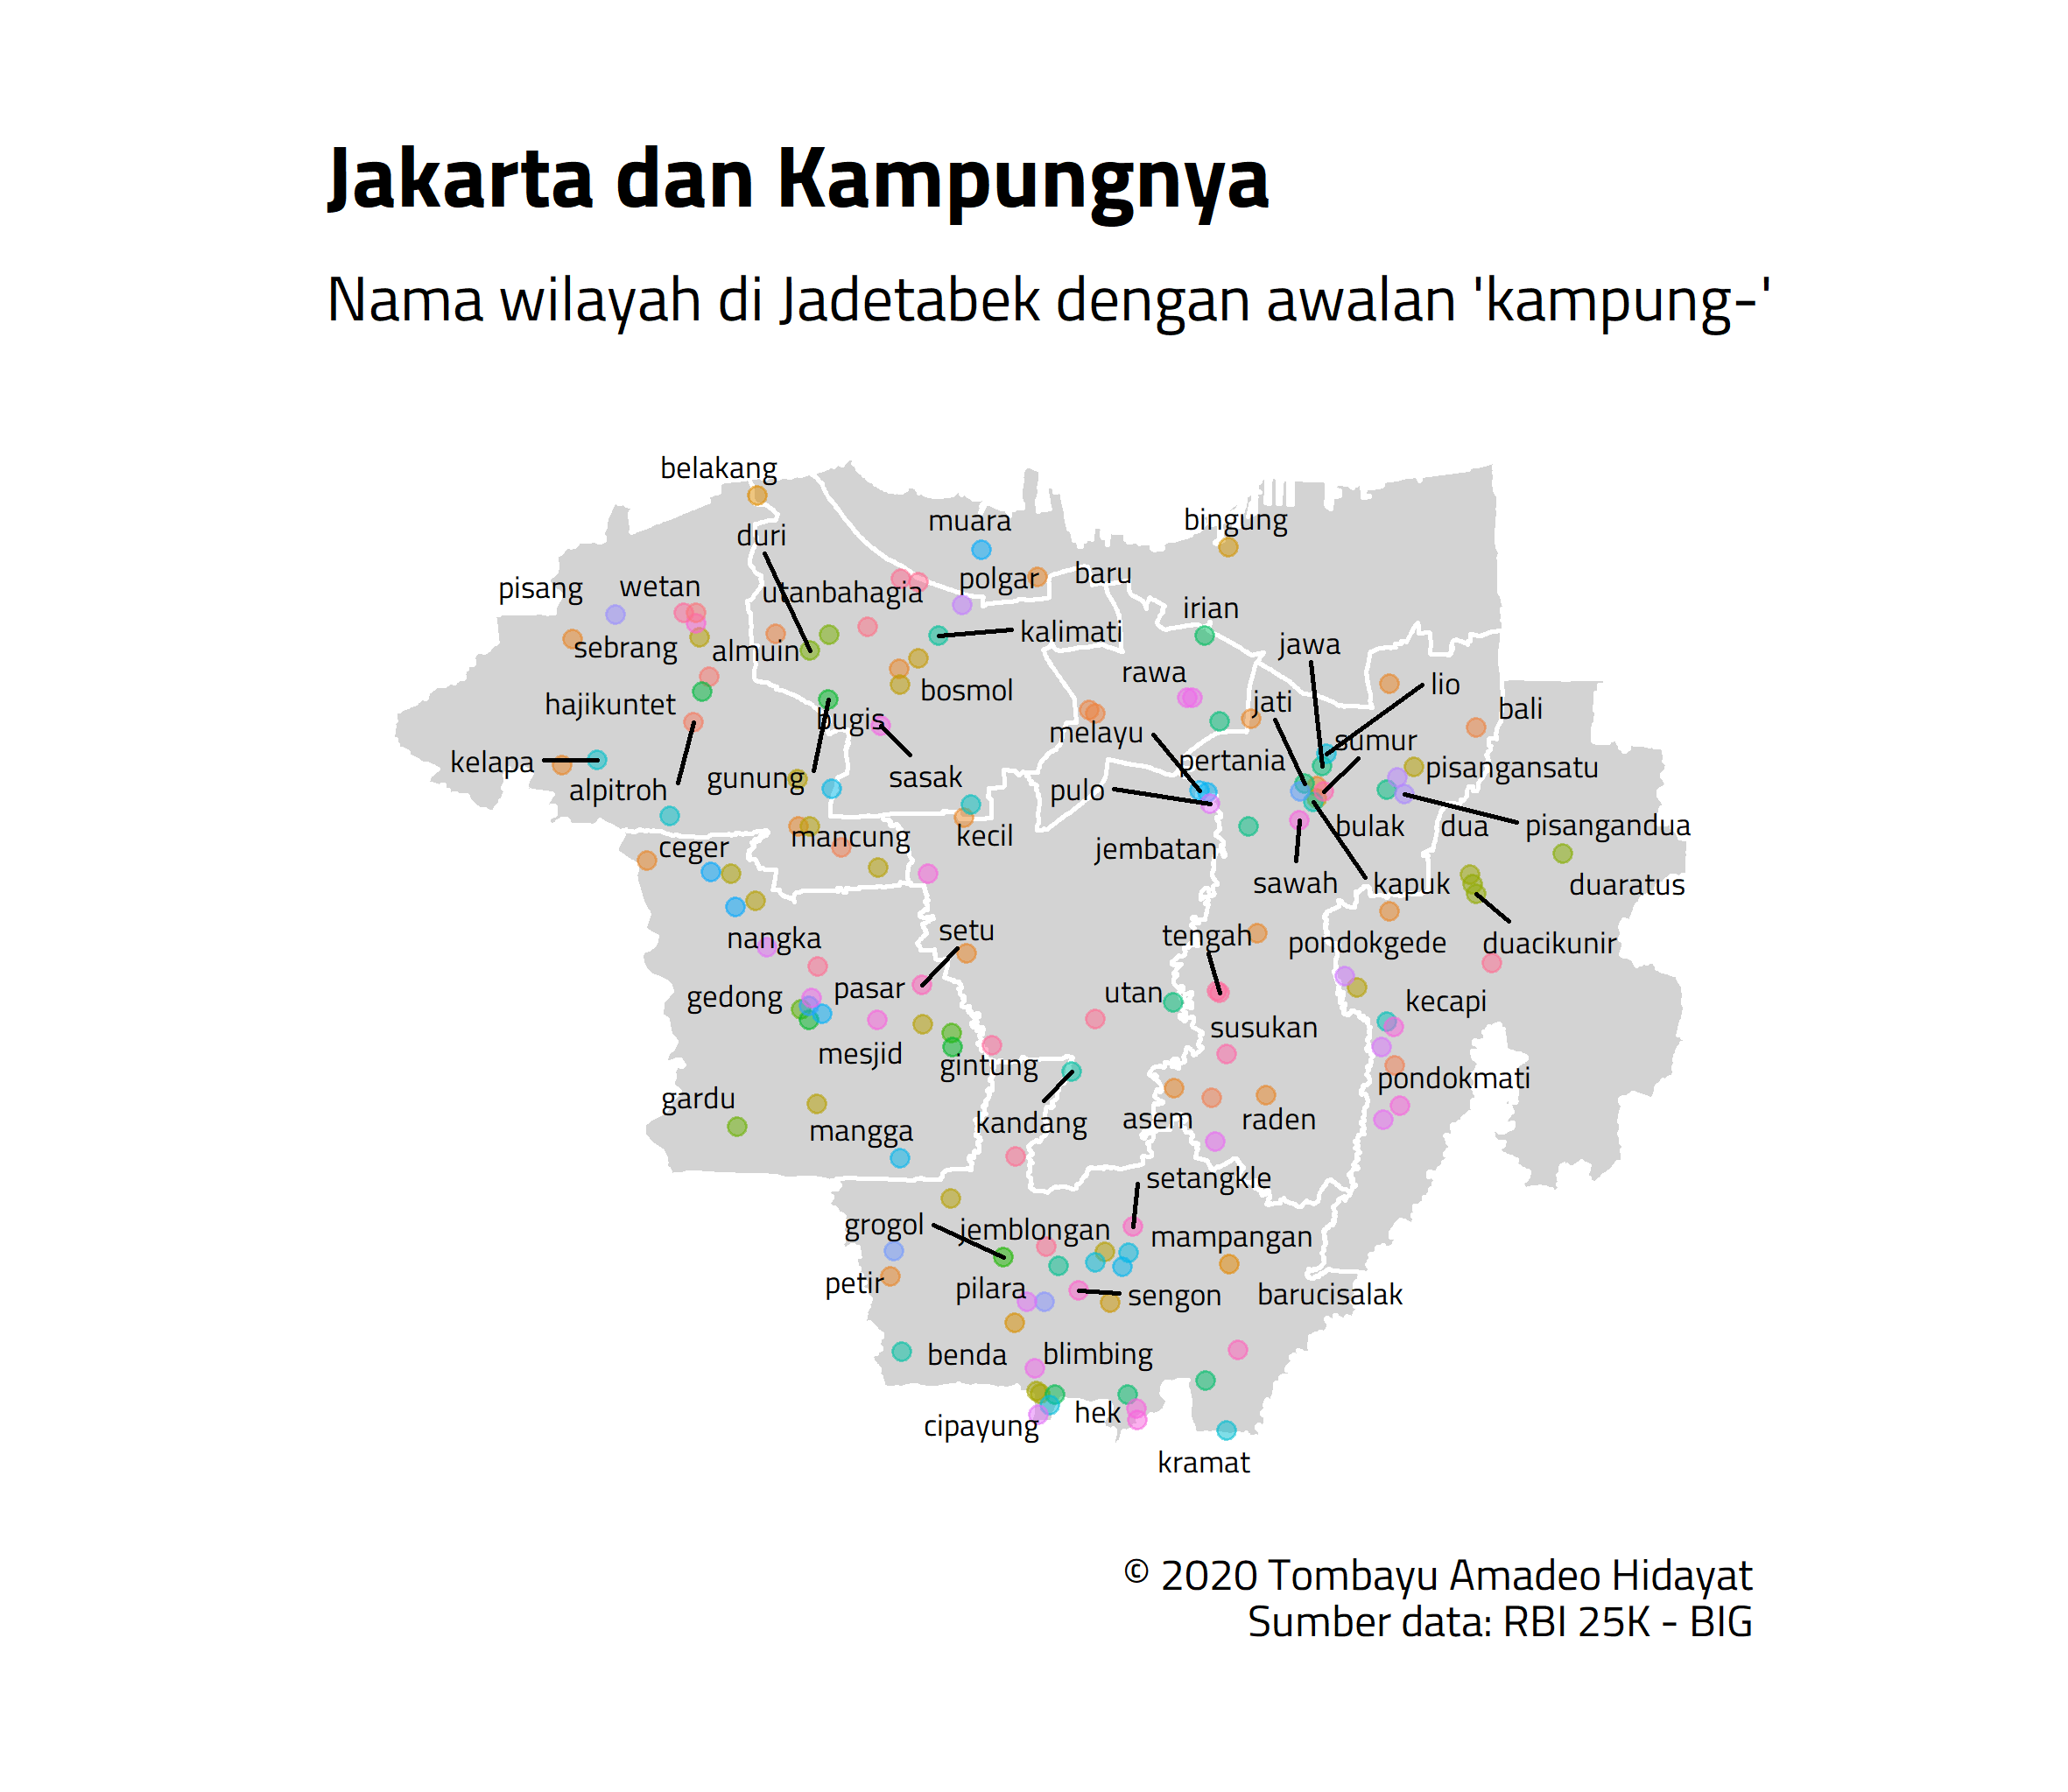 Jakarta dan Kampungnya
Nama wilayah di Jadetabek dengan awalan 'kampung-'
belakang
muara
bingung
duri
polgar
baru
pisang
wetan
utanbahagia
irian
kalimati
jawa
sebrang
almuin
rawa
lio
bosmol
hajikuntet
jati
bali
bugis
melayu
sumur
kelapa
pertania
pisangansatu
gunung
sasak
alpitroh
pulo
mancung
kecil
bulak
dua
pisangandua
ceger
jembatan
sawah
kapuk
duaratus
nangka
setu
tengah
pondokgede
duacikunir
gedong
pasar
utan
kecapi
mesjid
susukan
gintung
pondokmati
gardu
mangga
kandang
asem
raden
setangkle
grogol
jemblongan
mampangan
petir
pilara
sengon
barucisalak
benda
blimbing
cipayung
hek
kramat
© 2020 Tombayu Amadeo Hidayat
Sumber data: RBI 25K - BIG